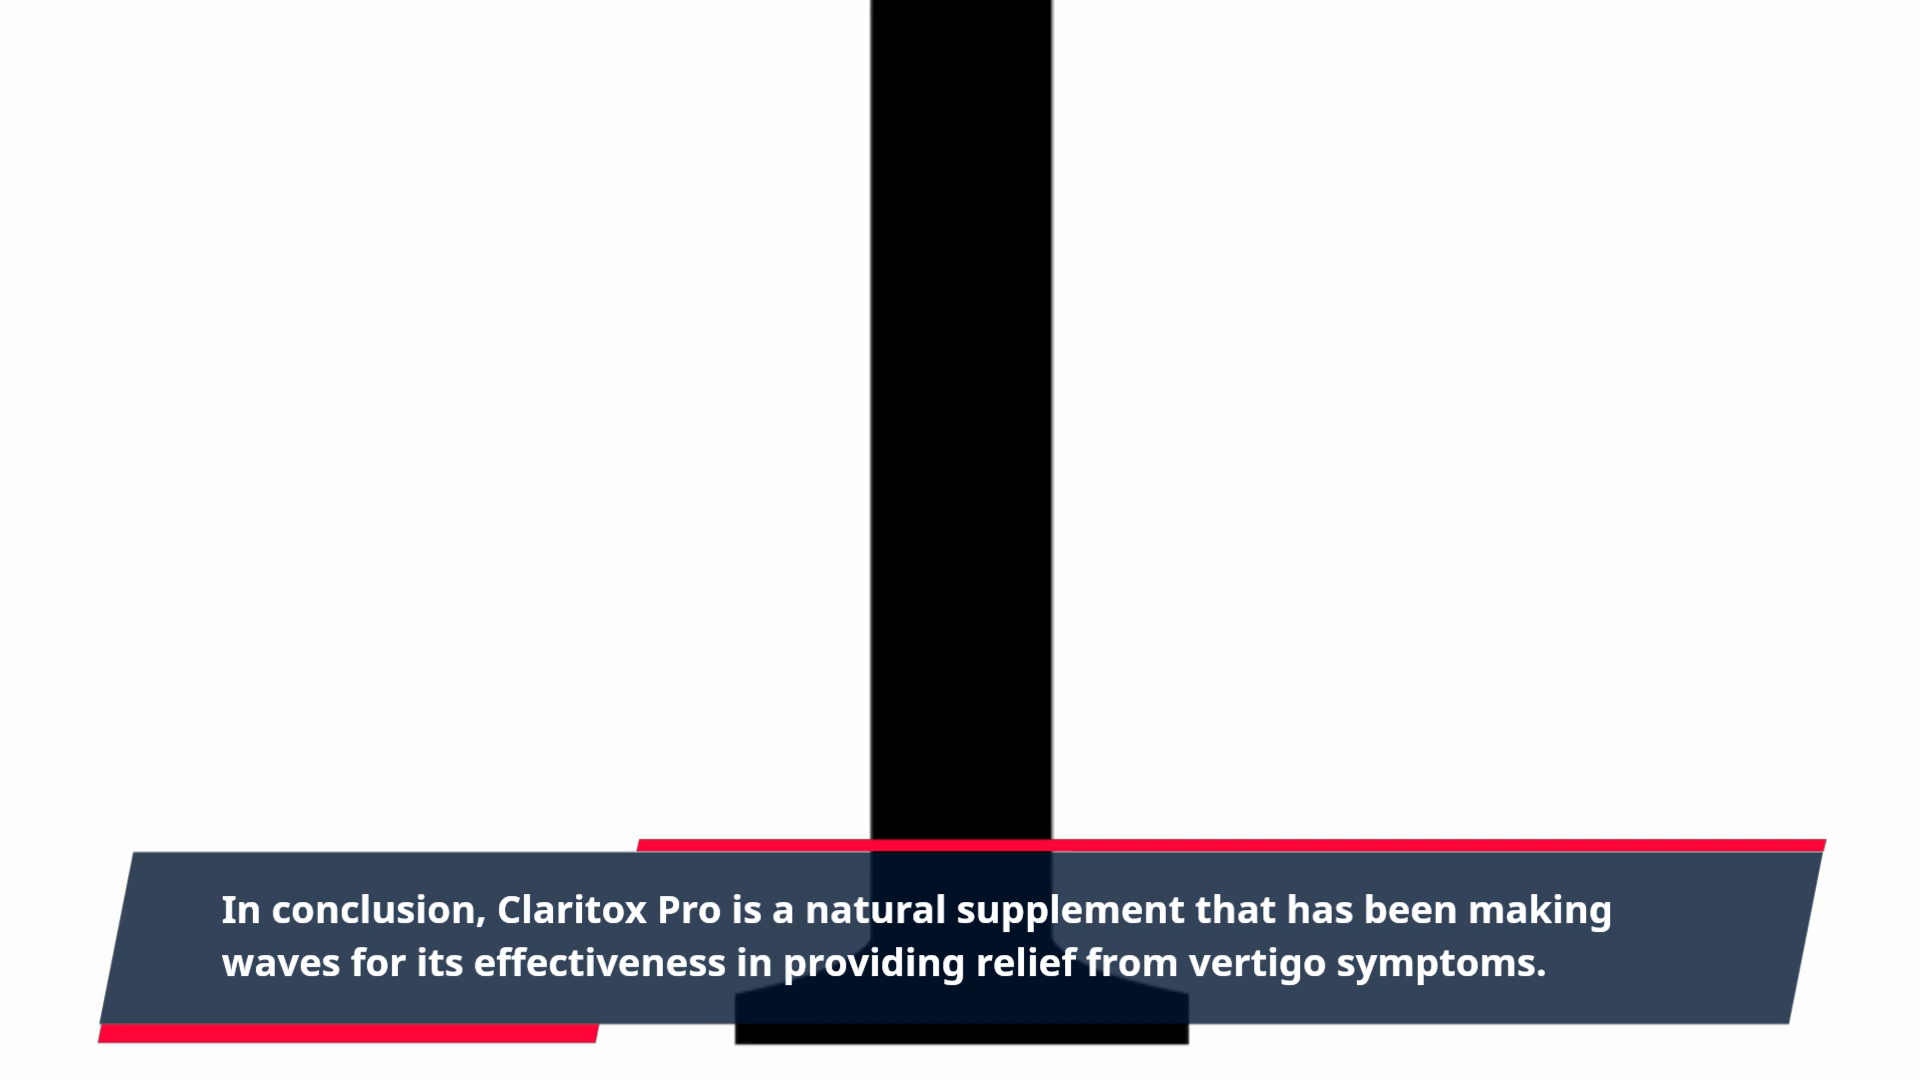 In conclusion, Claritox Pro is a natural supplement that has been making
waves for its effectiveness in providing relief from vertigo symptoms.